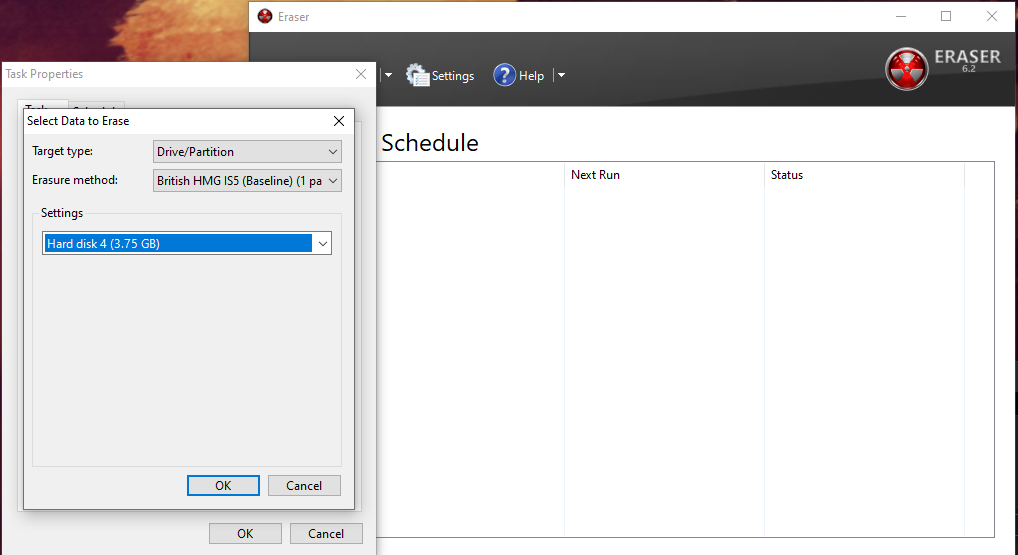 Eraser
Task Properties
Settings
Help
ERASER
6.2
Select Data to Erase
Target type:
Drive/Partition
Erasure method:
British HMG IS5 (Baseline) (1 pa
Settings
Hard disk 4 (3.75 GB)
OK
Cancel
OK
Cancel
Schedule
Next Run
Status